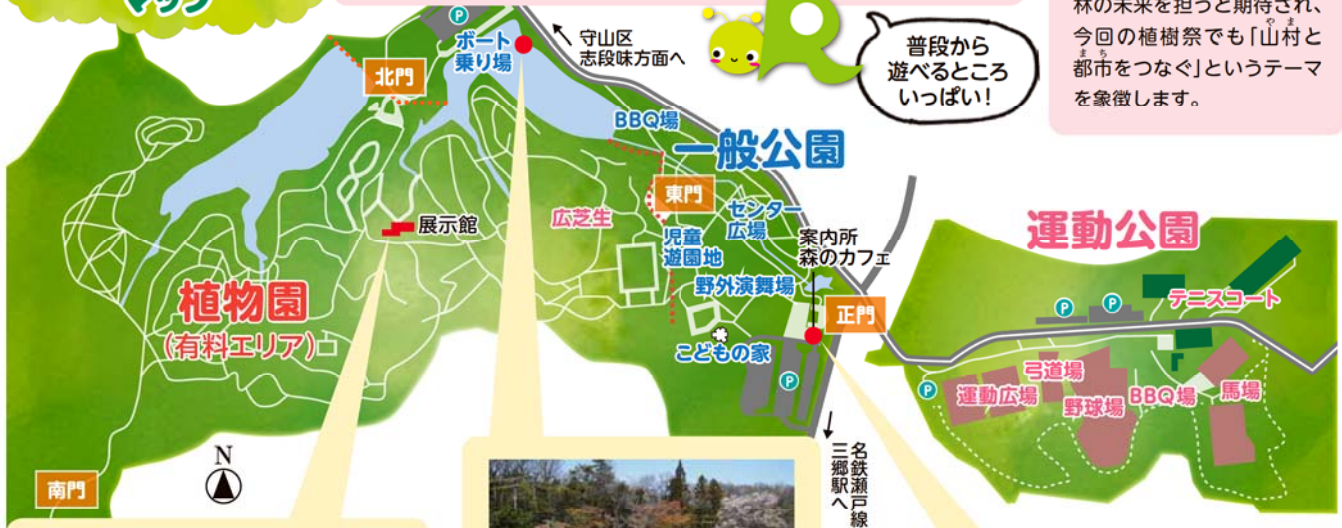 マップ
林の未来を担うと期待され、
今回の植樹祭でも「山村と
やま
都市をつなぐ」というテーマ
まち
を象徴します。
普段から
遊べるところ
いっぱい!
P
ボート
乗り場
守山区
志段味方面へ
北門
BBQ場
一般公園
東門
センター
広場
広芝生
児童
遊園地
案内所
森のカフェ
野外演舞場
正門
こどもの家
P
展示館
植物園
(有料エリア)
N
南門
名鉄瀬戸線
三郷駅へ
運動公園
P
P
テニスコート
P
弓道場
運動広場
野球場
BBQ場
馬場